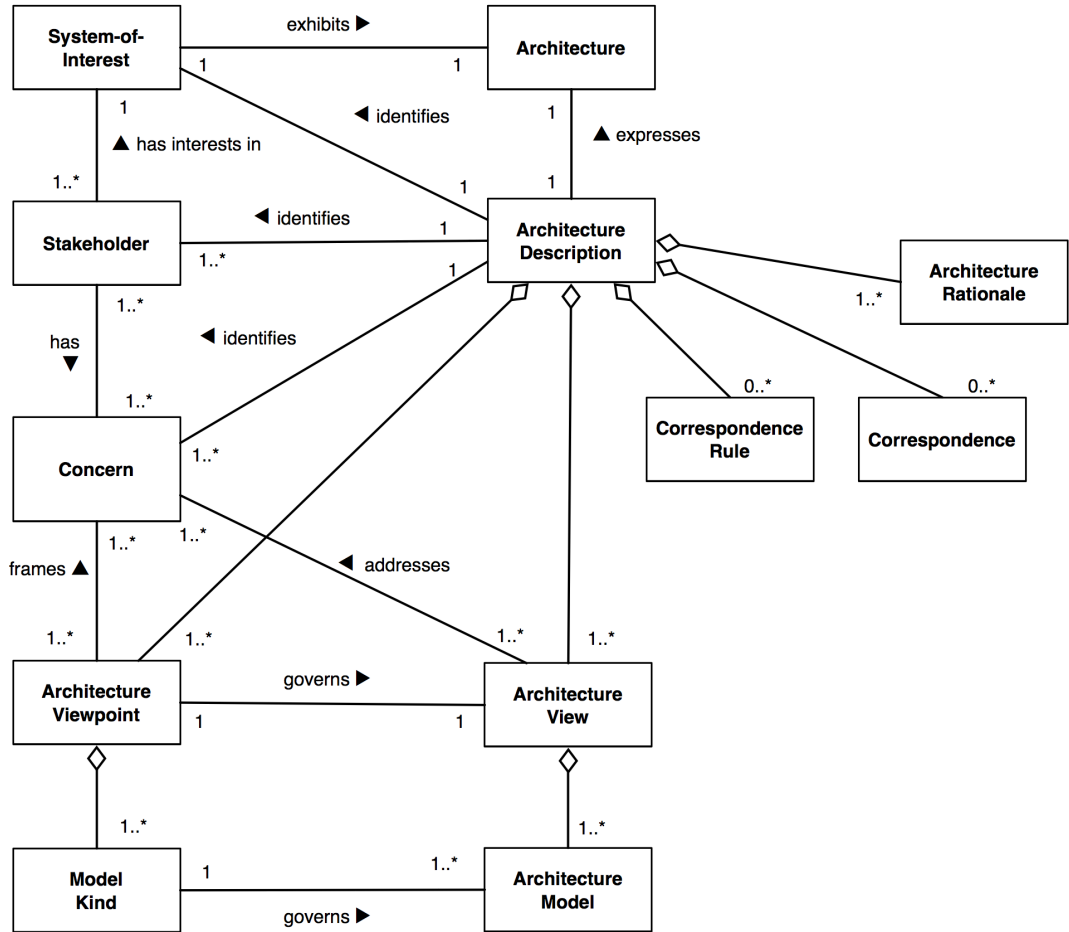 System-of-
Interest
exhibits ▶
Architecture
1
1
1
1
◀ identifies
▲ has interests in
▲ expresses
1..*
1
1
Stakeholder
◀ identifies
1
1..*
Architecture
Description
Architecture
Rationale
1..*
1..*
1
has
▼
◀ identifies
1..*
0..*
0..*
Concern
1..*
Correspondence
Rule
Correspondence
1..*
1..*
frames ▲
◀ addresses
1..*
1..*
1..*
1..*
Architecture
Viewpoint
governs ▶
1
1
Architecture
View
1..*
1..*
Model
Kind
1
1..*
governs ▶
Architecture
Model